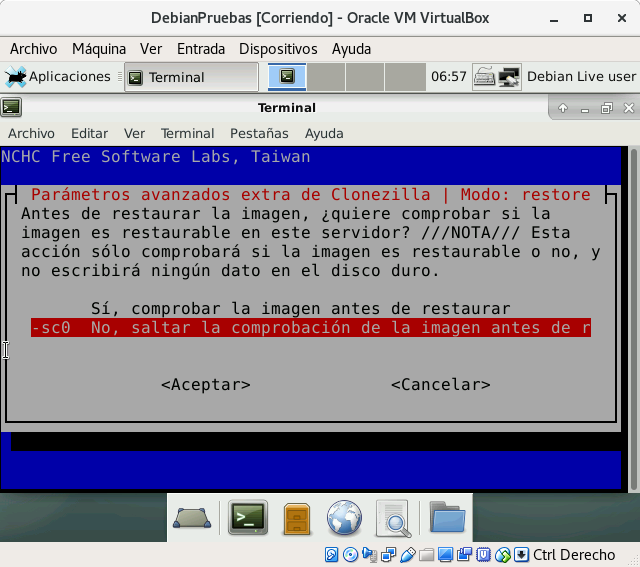 DebianPruebas [Corriendo] - Oracle VM VirtualBox
Archivo Máquina Ver Entrada Dispositivos Ayuda
Aplicaciones Terminal 06:57 Debian Live user
Terminal
Archivo Editar Ver Terminal Pestañas Ayuda
NCHC Free Software Labs, Taiwan
Parámetros avanzados extra de Clonezilla | Modo: restore
Antes de restaurar la imagen, ¿quiere comprobar si la
imagen es restaurable en este servidor? ///NOTA/// Esta
acción sólo comprobará si la imagen es restaurable o no, y
no escribirá ningún dato en el disco duro.
Sí, comprobar la imagen antes de restaurar
-sc0 No, saltar la comprobación de la imagen antes de r
<Aceptar> <Cancelar>
Ctrl Derecho